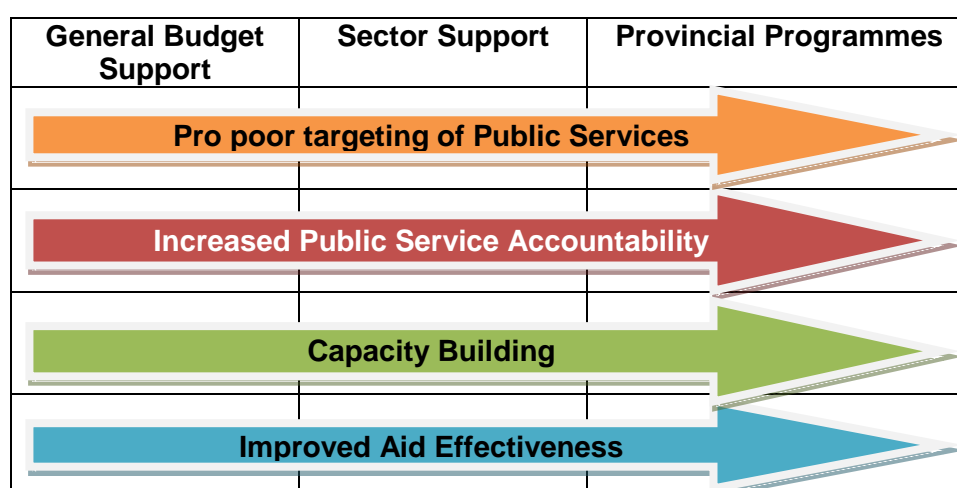 General Budget
Support
Sector Support
Provincial Programmes
Pro poor targeting of Public Services
Increased Public Service Accountability
Capacity Building
Improved Aid Effectiveness